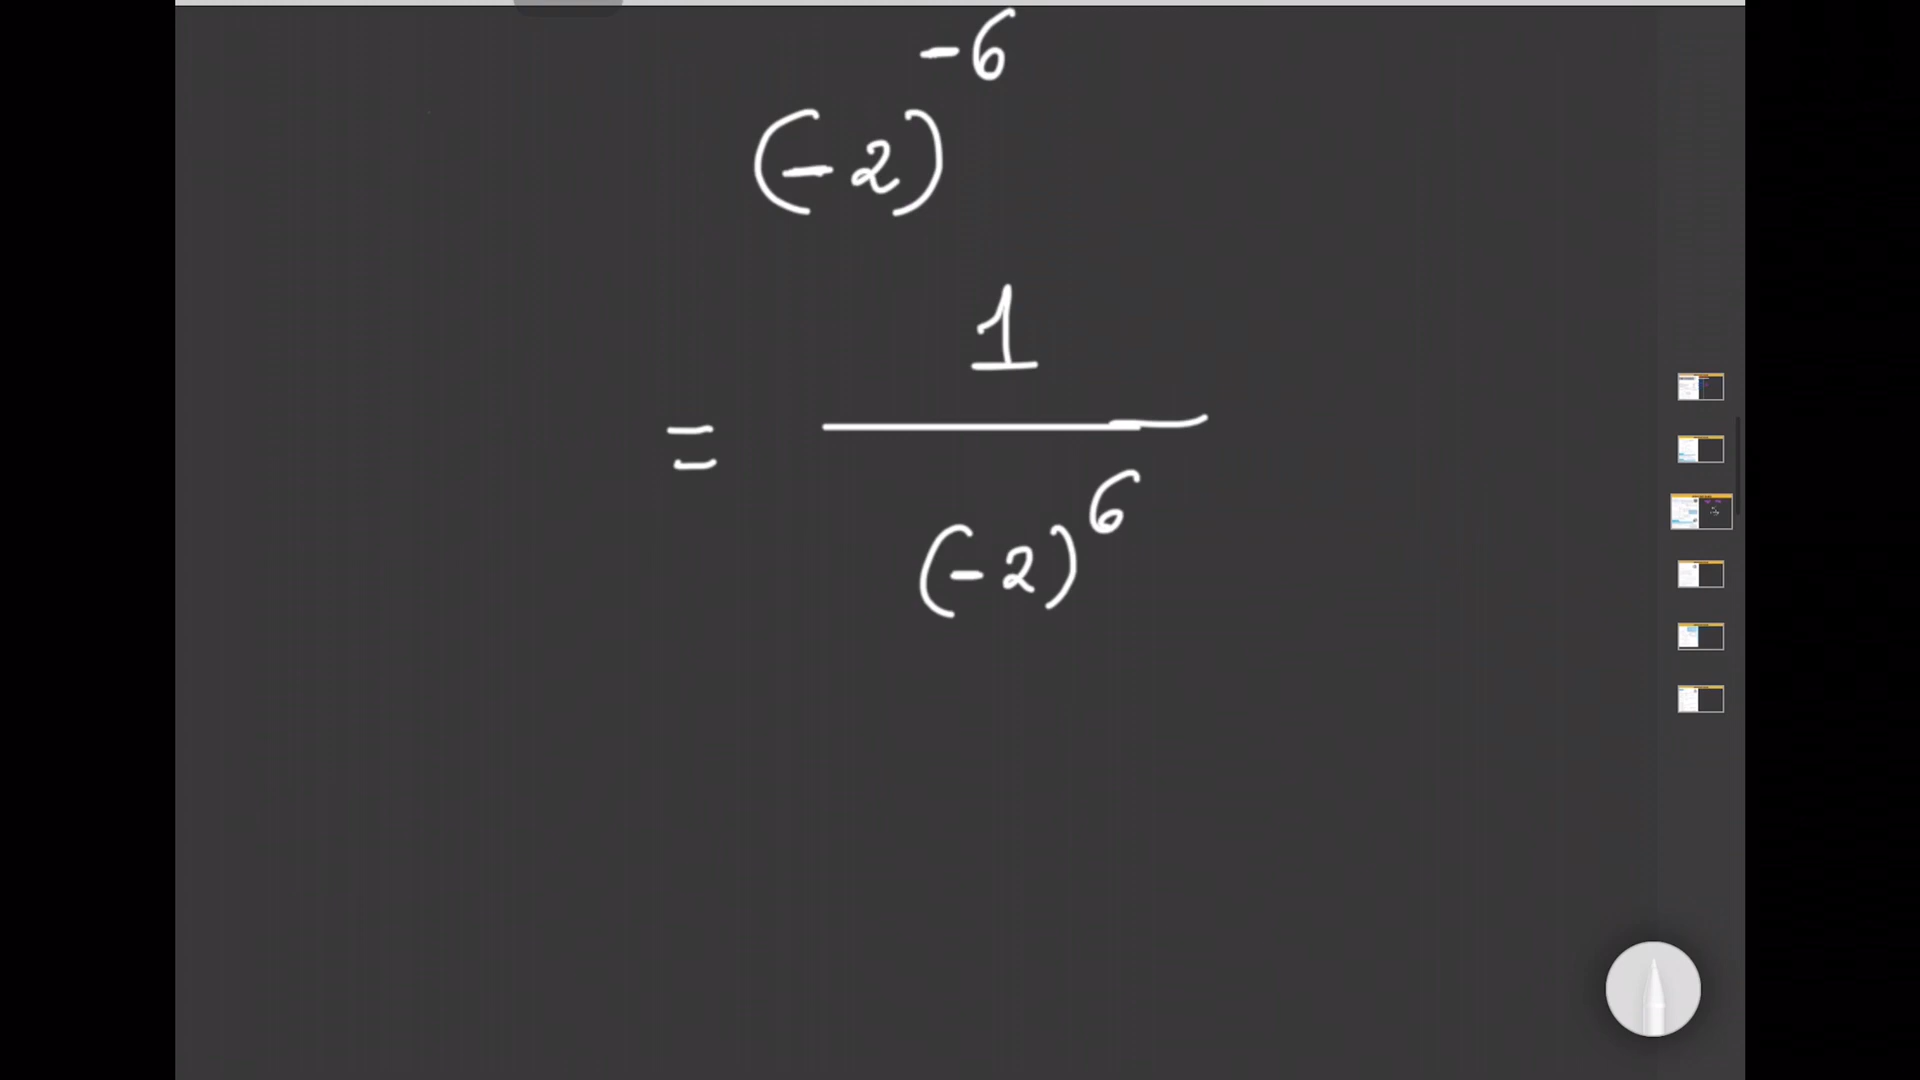 (-2)^-6
= 1 / (-2)^6